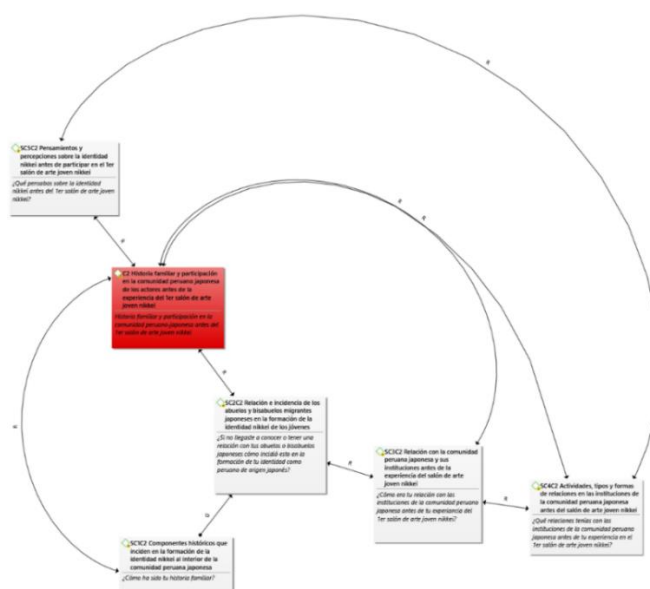 SC5C2 Pensamientos y
percepciones sobre la identidad
nikkei antes de participar en el 1er
salón de arte joven nikkei
¿Qué pensabas sobre la identidad
nikkei antes del 1er salón de arte joven
nikkei?
C2 Historia familiar y participación
en la comunidad peruana japonesa
de los actores antes de la
experiencia del 1er salón de arte
joven nikkei
Historia familiar y participación en la
comunidad peruana japonesa antes del
1er salón de arte joven nikkei
SC2C2 Relación e incidencia de los
abuelos y bisabuelos migrantes
japoneses en la formación de la
identidad nikkei de los jóvenes
¿Si no llegaste a conocer o tener una
relación con tus abuelos o bisabuelos
japoneses cómo incidió esto en la
formación de tu identidad como
peruano de origen japonés?
SC3C2 Relación con la comunidad
peruana japonesa y sus
instituciones antes de la
experiencia del salón de arte
joven nikkei
¿Cómo era tu relación con las
instituciones de la comunidad peruana
japonesa antes de tu experiencia del
1er salón de arte joven nikkei?
SC4C2 Actividades, tipos y formas
de relaciones en las instituciones de
la comunidad peruana japonesa
antes del salón de arte joven nikkei
¿Qué relaciones tenías con las
instituciones de la comunidad peruana
japonesa antes de tu experiencia en el
1er salón de arte joven nikkei?
SC1C2 Componentes históricos que
inciden en la formación de la
identidad nikkei al interior de la
comunidad peruana japonesa
¿Cómo ha sido tu historia familiar?